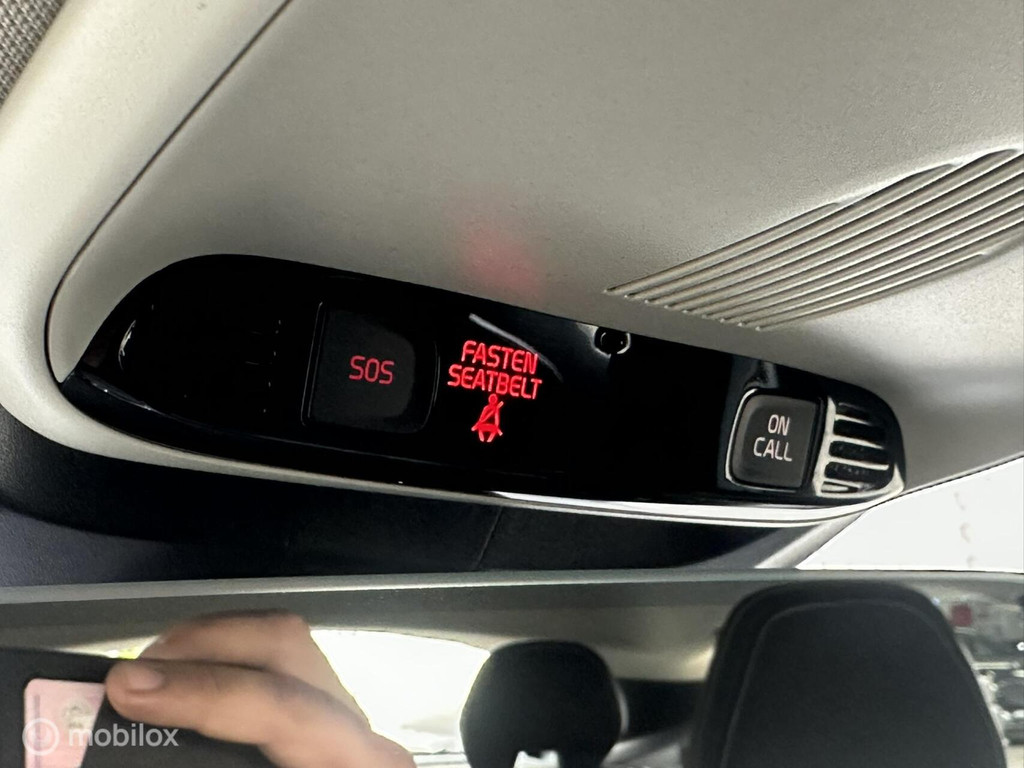 SOS
FASTEN
SEATBELT
ON
CALL
mobilox